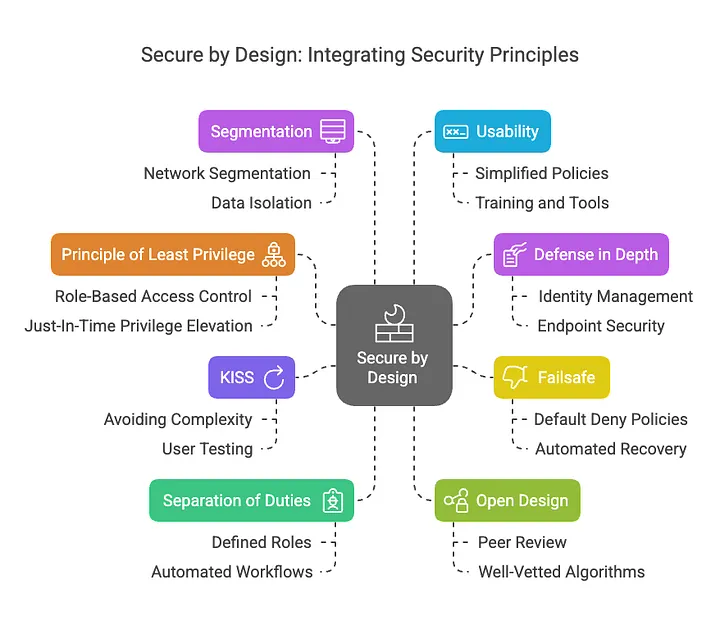 Secure by Design: Integrating Security Principles
Segmentation
Network Segmentation
Data Isolation
Principle of Least Privilege
Role-Based Access Control
Just-In-Time Privilege Elevation
KISS
Avoiding Complexity
User Testing
Separation of Duties
Defined Roles
Automated Workflows
Secure by
Design
XX_
Usability
Simplified Policies
Training and Tools
Defense in Depth
Identity Management
Endpoint Security
Failsafe
Default Deny Policies
Automated Recovery
Open Design
Peer Review
Well-Vetted Algorithms